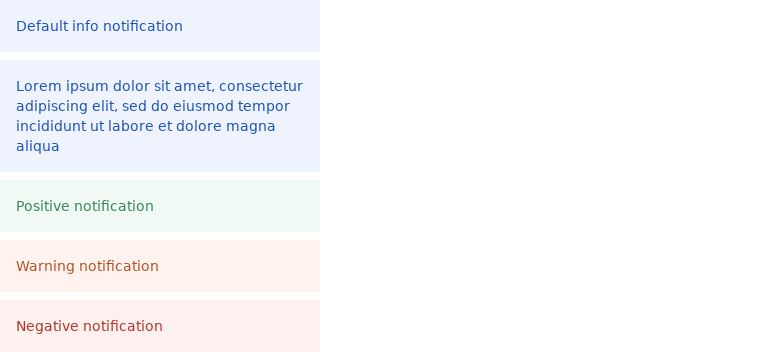 Default info notification
Lorem ipsum dolor sit amet, consectetur
adipiscing elit, sed do eiusmod tempor
incididunt ut labore et dolore magna
aliqua
Positive notification
Warning notification
Negative notification